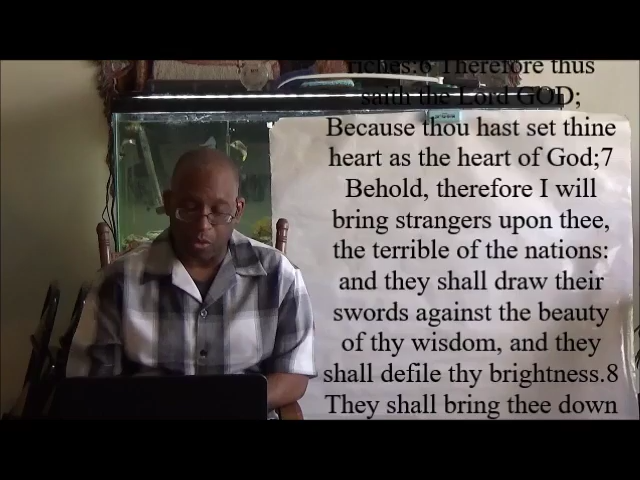 riches:6 Therefore thus
saith the Lord GOD;
Because thou hast set thine
heart as the heart of God;7
Behold, therefore I will
bring strangers upon thee,
the terrible of the nations:
and they shall draw their
swords against the beauty
of thy wisdom, and they
shall defile thy brightness.8
They shall bring thee down